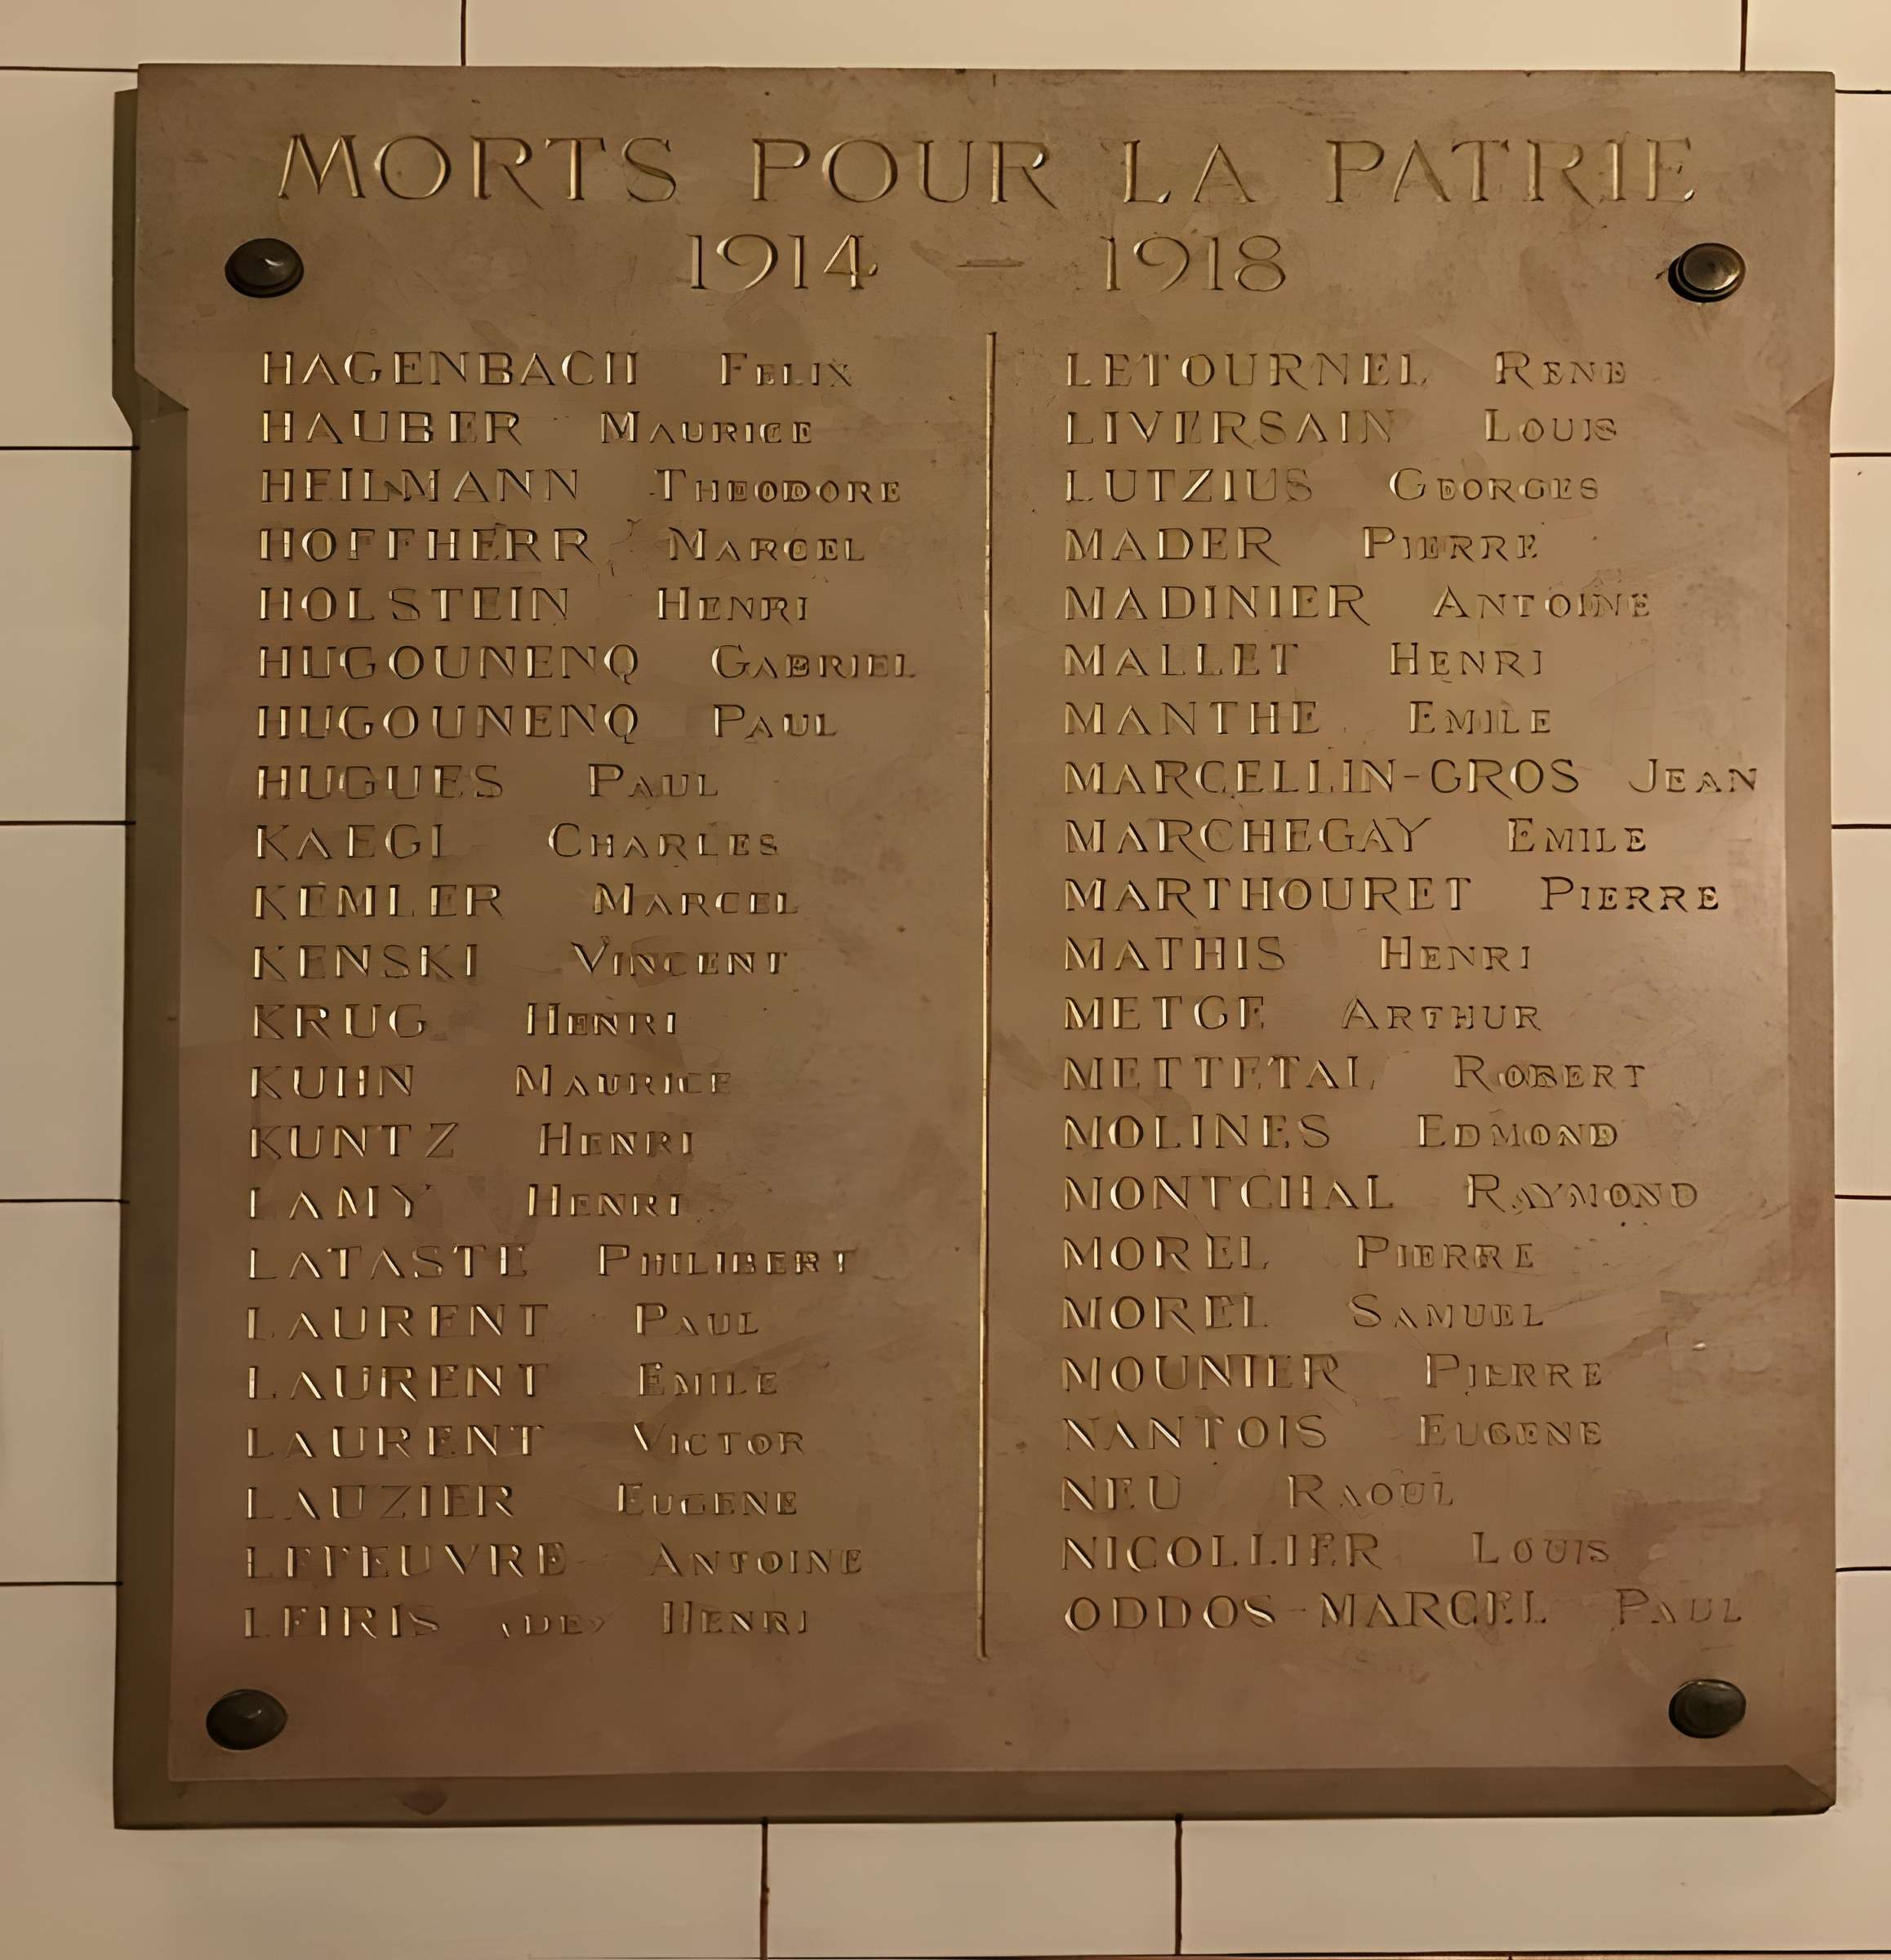 MORTS POUR LA PATRIE
1914 — 1918
HAGENBACH FELIX
HAUBER MAURICE
HEILMANN THEODORE
HOFFHERR MARCEL
HOLSTEIN HENRI
HUGOUNENQ GABRIEL
HUGOUNENQ PAUL
HUGUES PAUL
KAEGI CHARLES
KEMLER MARCEL
KENSKI VINCENT
KRUG HENRI
KUHN MAURICE
KUNTZ HENRI
LAMY HENRI
LATASTE PHILIBERT
LAURENT PAUL
LAURENT EMILE
LAURENT VICTOR
LAUZIER EUGENE
LEFEUVRE ANTOINE
LEIRIS (DE) HENRI
LETOURNEL RENE
LIVERSAIN LOUIS
LUTZIUS GEORGES
MADER PIERRE
MADINIER ANTOINE
MALLET HENRI
MANTHE EMILE
MARCELLIN-GROS JEAN
MARCHEGAY EMILE
MARTHOURET PIERRE
MATHIS HENRI
METGE ARTHUR
METTETAL ROBERT
MOLINES EDMOND
MONTCHAL RAYMOND
MOREL PIERRE
MOREL SAMUEL
MOUNIER PIERRE
NANTOIS EUGENE
NEU RAOUL
NICOLLIER LOUIS
ODDOS-MARCEL PAUL